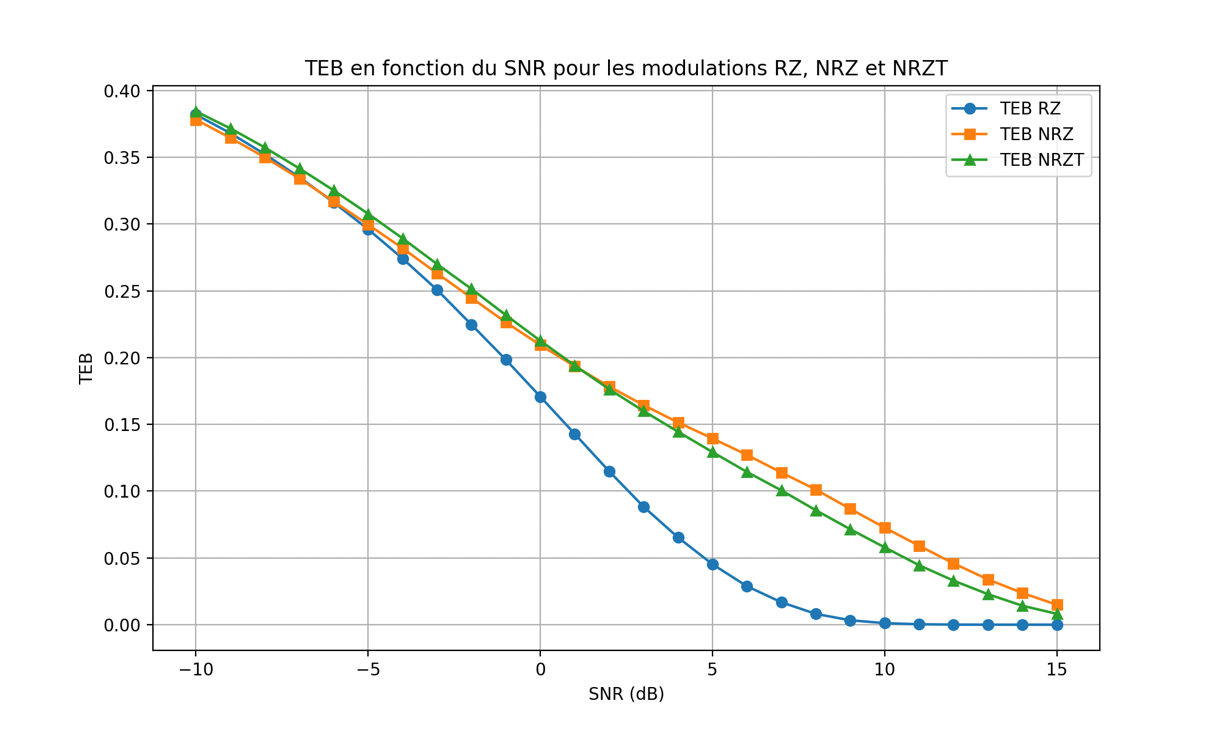 TEB en fonction du SNR pour les modulations RZ, NRZ et NRZT
0.40
0.35
0.30
0.25
0.20
0.15
0.10
0.05
0.00
TEB
TEB RZ
TEB NRZ
TEB NRZT
−10
−5
0
5
10
15
SNR (dB)